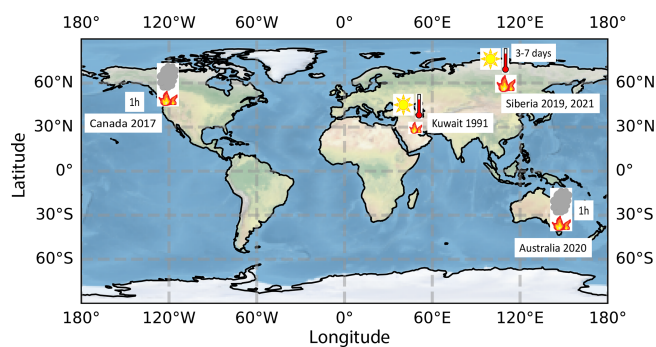 180° 120°W 60°W 0° 60°E 120°E 180°
3-7 days
60°N 60°N
1h Siberia 2019, 2021
Canada 2017 Kuwait 1991
30°N 30°N
Latitude
0° 0°
30°S 1h 30°S
Australia 2020
60°S 60°S
180° 120°W 60°W 0° 60°E 120°E 180°
Longitude